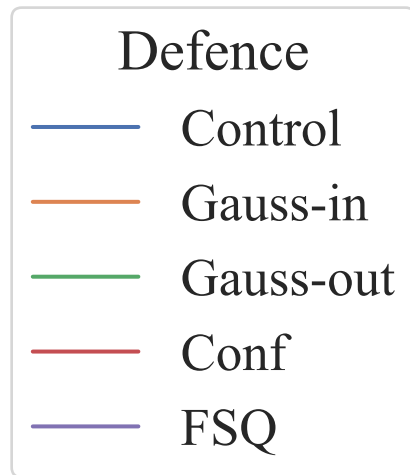 Defence
Control
Gauss-in
Gauss-out
Conf
FSQ